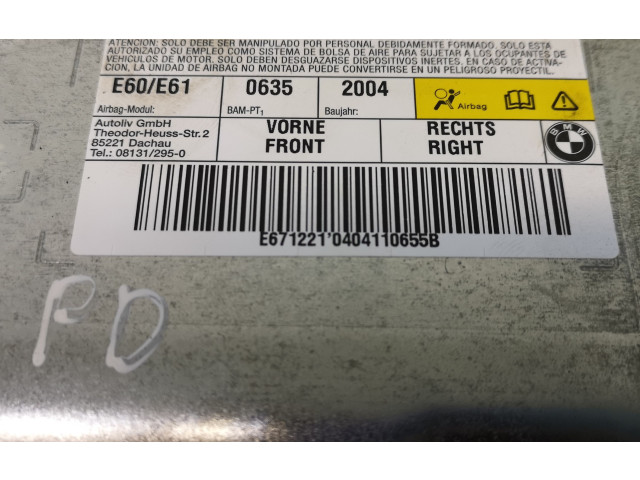 ATENCIÓN: SOLO DEBE SER MANIPULADO POR PERSONAL DEBIDAMENTE FORMADO. SOLO ESTA
AUTORIZADO SU EMPLEO COMO SISTEMA DE BOLSA DE AIRE PARA SUJETAR A LOS OCUPANTES DE
VEHICULOS DE MOTOR. NO DEBEN DESGUAZARSE DISPOSITIVOS INERTES. EN CASO DE ACTIVA-
CION, LA UNIDAD DE AIRBAG NO MONTADA PUEDE CONVERTIRSE EN UN PELIGROSO PROYECTIL.
E60/E61 0635 2004 Airbag
Airbag-Modul: BAM-PT1 Baujahr:
Autoliv GmbH
Theodor-Heuss-Str.2
85221 Dachau
Tel.: 08131/295-0
VORNE
FRONT
RECHTS
RIGHT
BMW
E671221'0404110655B
PD